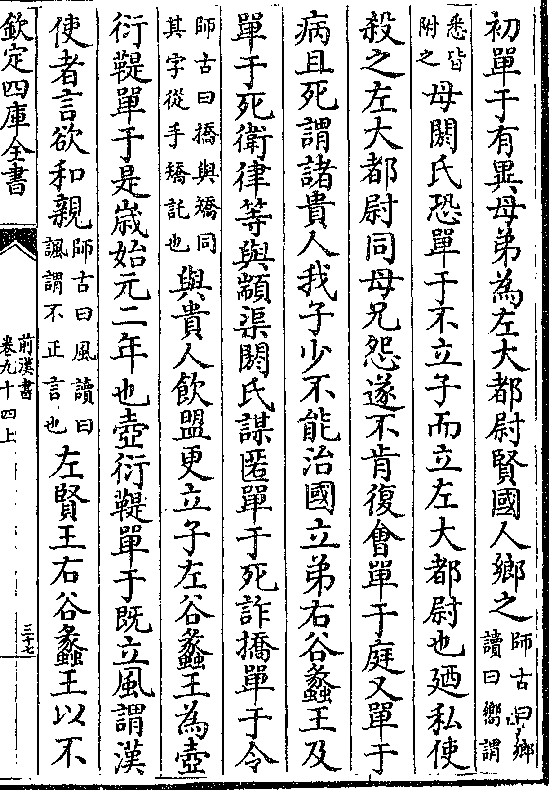 初單于有異母弟為左大都尉賢國人鄉之師古曰鄉讀曰嚮謂
悉皆附之母閼氏恐單于不立子而立左大都尉也廼私使
殺之左大都尉同母兄怨遂不肯復會單于庭又單于
病且死謂諸貴人我子少不能治國立弟右谷蠡王及
單于死衛律等與顓渠閼氏謀匿單于死詐撟單于令
師古曰撟與矯同其字從手矯託也與貴人飲盟更立子左谷蠡王為壺
衍鞮單于是歲始元二年也壺衍鞮單于既立風謂漢
使者言欲和親師古曰風讀曰諷謂不正言也左賢王右谷蠡王以不
欽定四庫全書
前漢書
卷九十四上
三十七